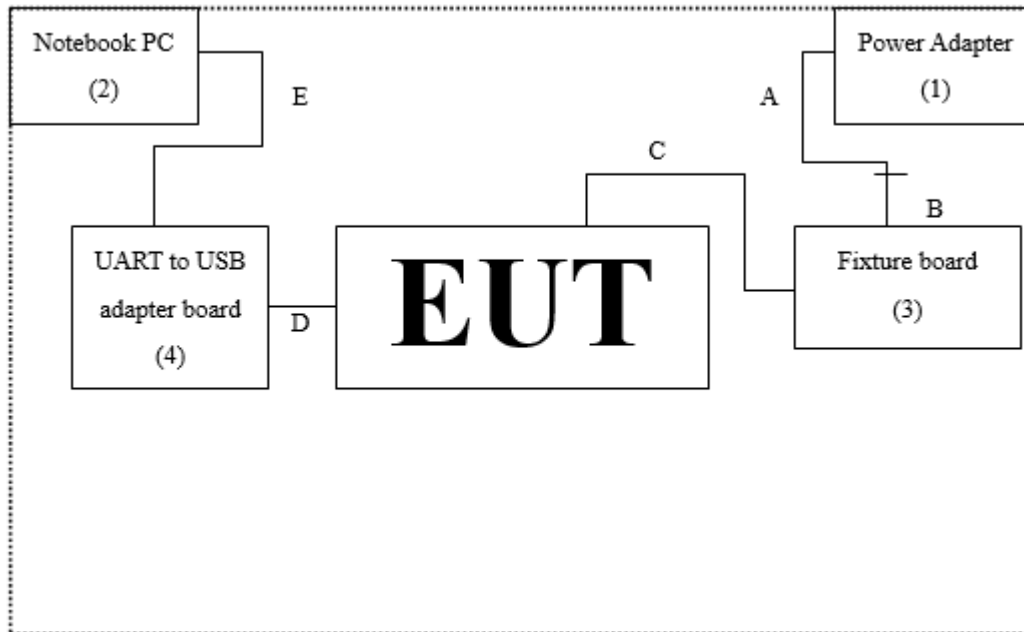 Notebook PC
(2)
E
A
Power Adapter
(1)
C
B
UART to USB
adapter board
(4)
D
EUT
Fixture board
(3)